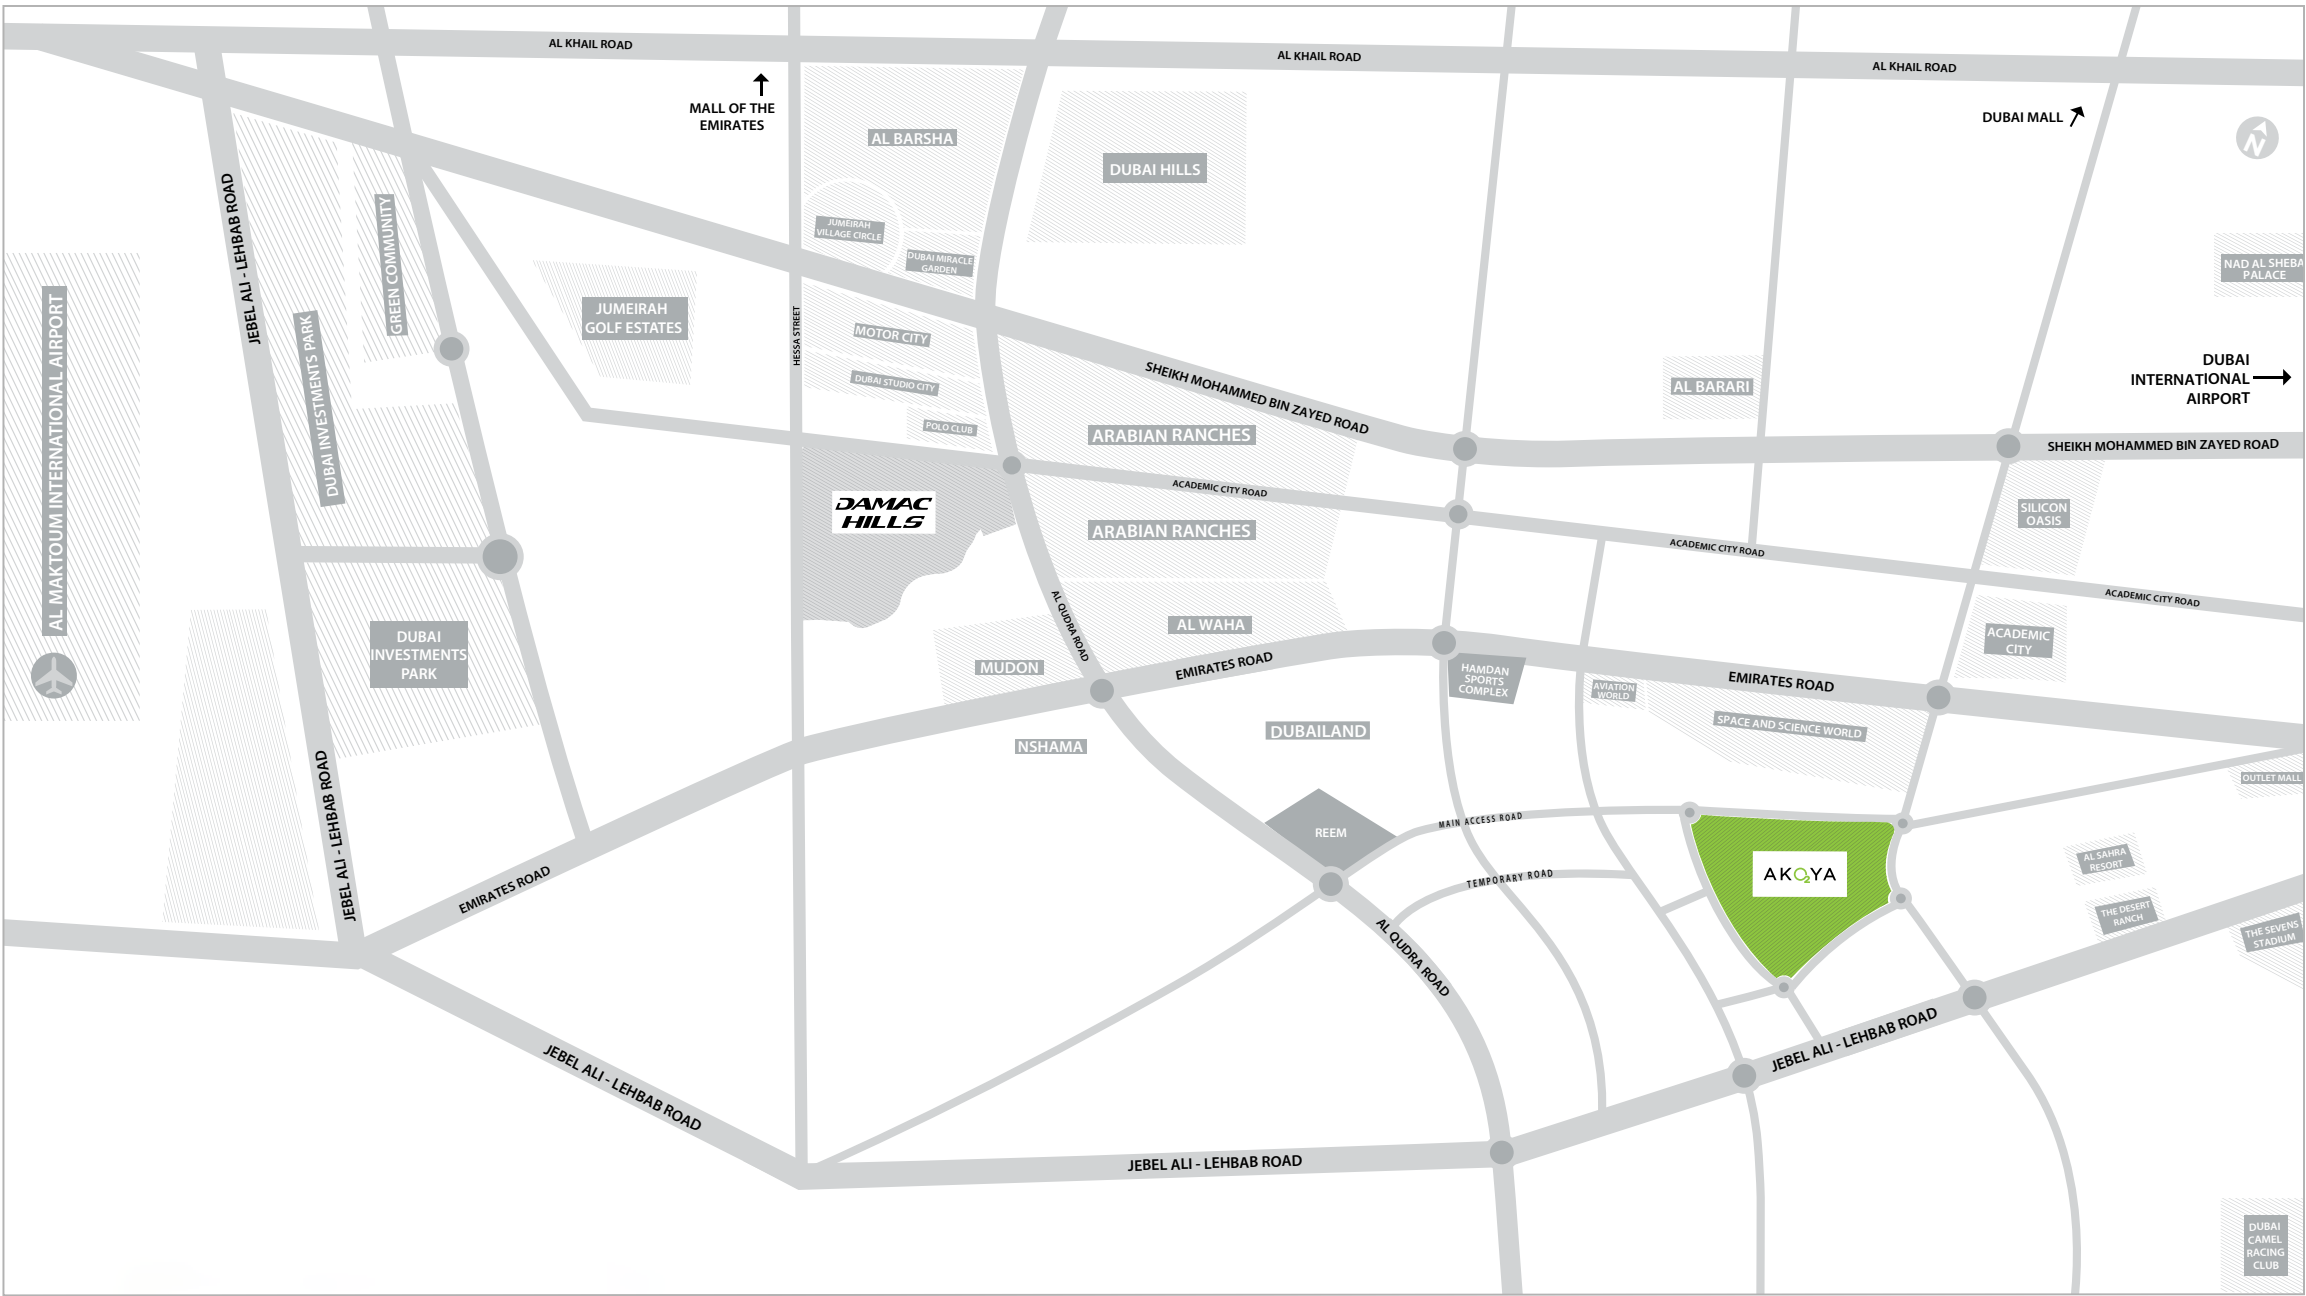 AL KHAIL ROAD
AL KHAIL ROAD
AL KHAIL ROAD
MALL OF THE
EMIRATES
DUBAI MALL
N
AL BARSHA
DUBAI HILLS
JEBEL ALI - LEHBAB ROAD
GREEN COMMUNITY
JUMEIRAH
VILLAGE CIRCLE
DUBAI MIRACLE
GARDEN
NAD AL SHEBA
PALACE
AL MAKTOUM INTERNATIONAL AIRPORT
DUBAI INVESTMENTS PARK
JUMEIRAH
GOLF ESTATES
HESSA STREET
MOTOR CITY
DUBAI STUDIO CITY
POLO CLUB
SHEIKH MOHAMMED BIN ZAYED ROAD
AL BARARI
DUBAI
INTERNATIONAL
AIRPORT
SHEIKH MOHAMMED BIN ZAYED ROAD
ARABIAN RANCHES
ACADEMIC CITY ROAD
DAMAC
HILLS
ARABIAN RANCHES
SILICON
OASIS
ACADEMIC CITY ROAD
ACADEMIC CITY ROAD
AL QUDRA ROAD
AL WAHA
ACADEMIC
CITY
DUBAI
INVESTMENTS
PARK
MUDON
EMIRATES ROAD
HAMDAN
SPORTS
COMPLEX
AVIATION
WORLD
EMIRATES ROAD
SPACE AND SCIENCE WORLD
NSHAMA
DUBAILAND
OUTLET MALL
JEBEL ALI - LEHBAB ROAD
REEM
MAIN ACCESS ROAD
TEMPORARY ROAD
AKO2YA
AL SAHRA
RESORT
THE DESERT
RANCH
THE SEVENS
STADIUM
EMIRATES ROAD
AL QUDRA ROAD
JEBEL ALI - LEHBAB ROAD
JEBEL ALI - LEHBAB ROAD
JEBEL ALI - LEHBAB ROAD
DUBAI
CAMEL
RACING
CLUB